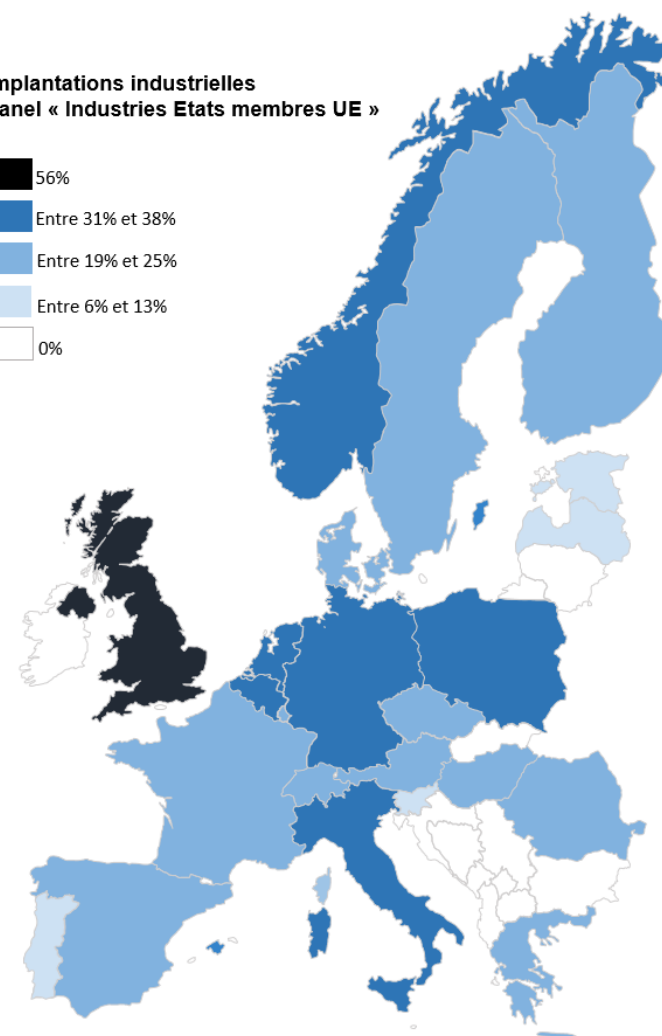 mplantations industrielles
anel « Industries Etats membres UE »
56%
Entre 31% et 38%
Entre 19% et 25%
Entre 6% et 13%
0%